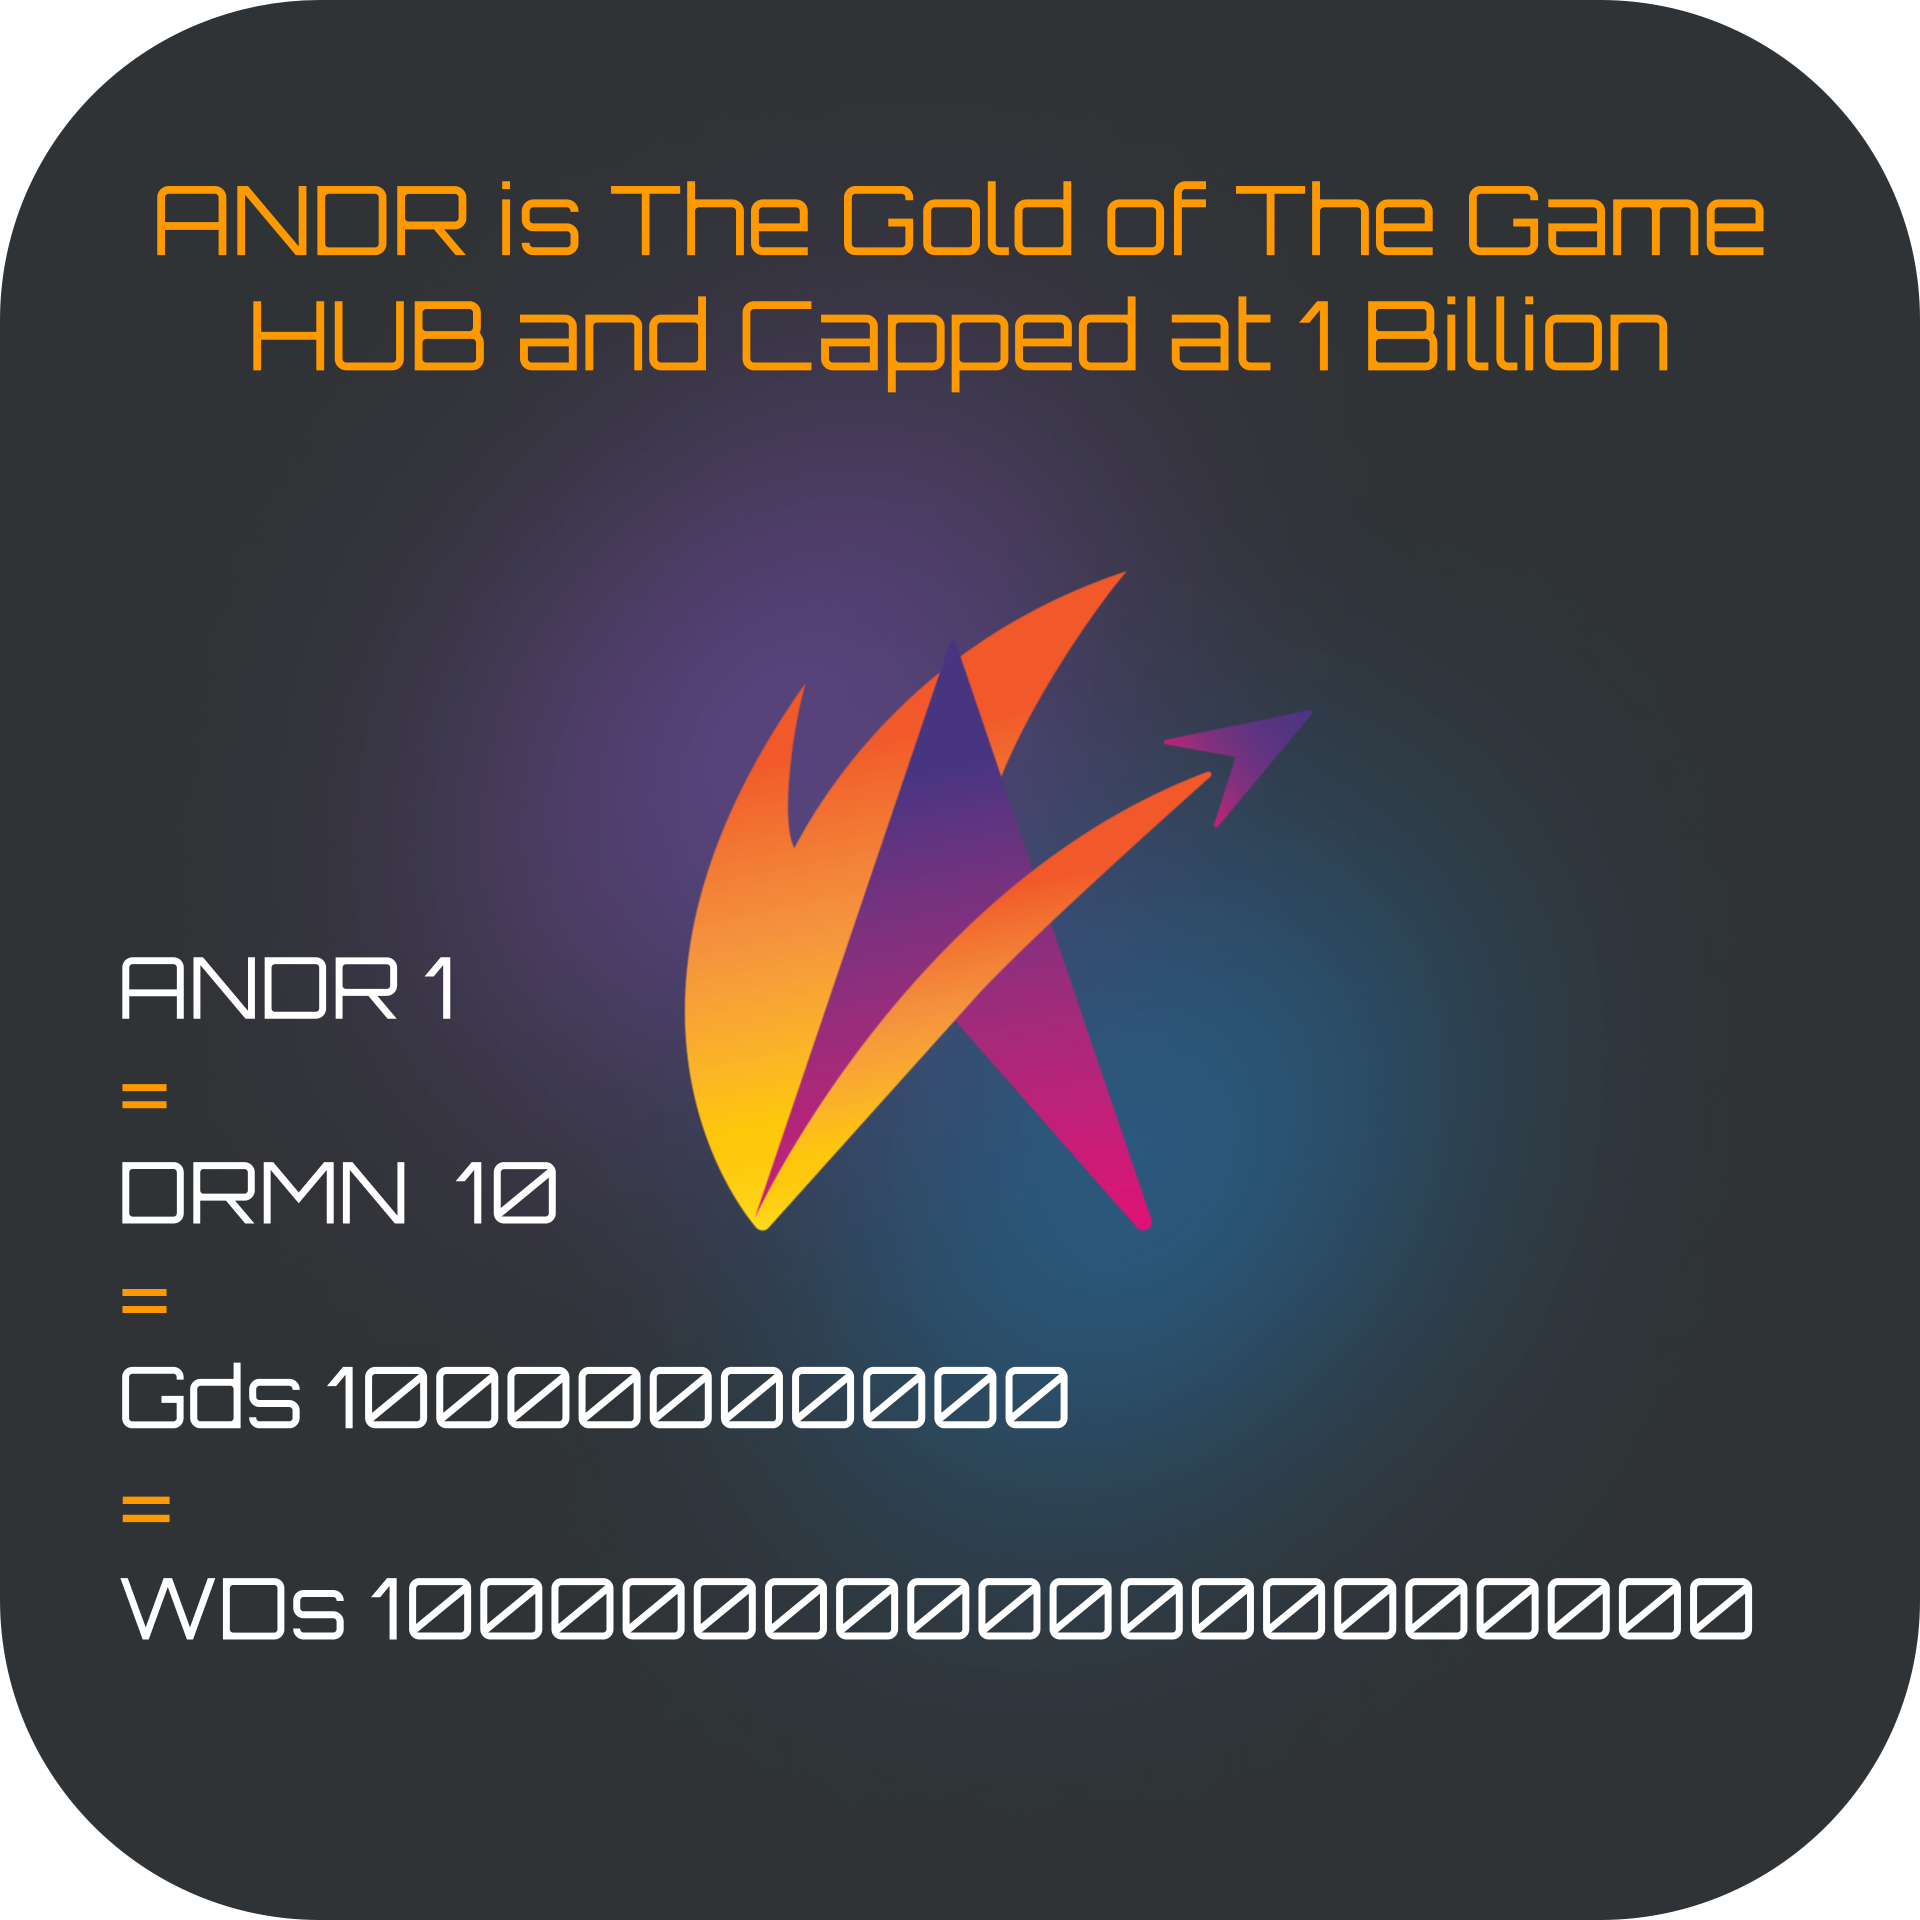 ANDR is The Gold of The Game
HUB and Capped at 1 Billion
ANDR 1
=
DRMN 10
=
Gds 10000000000
=
WDs 10000000000000000000